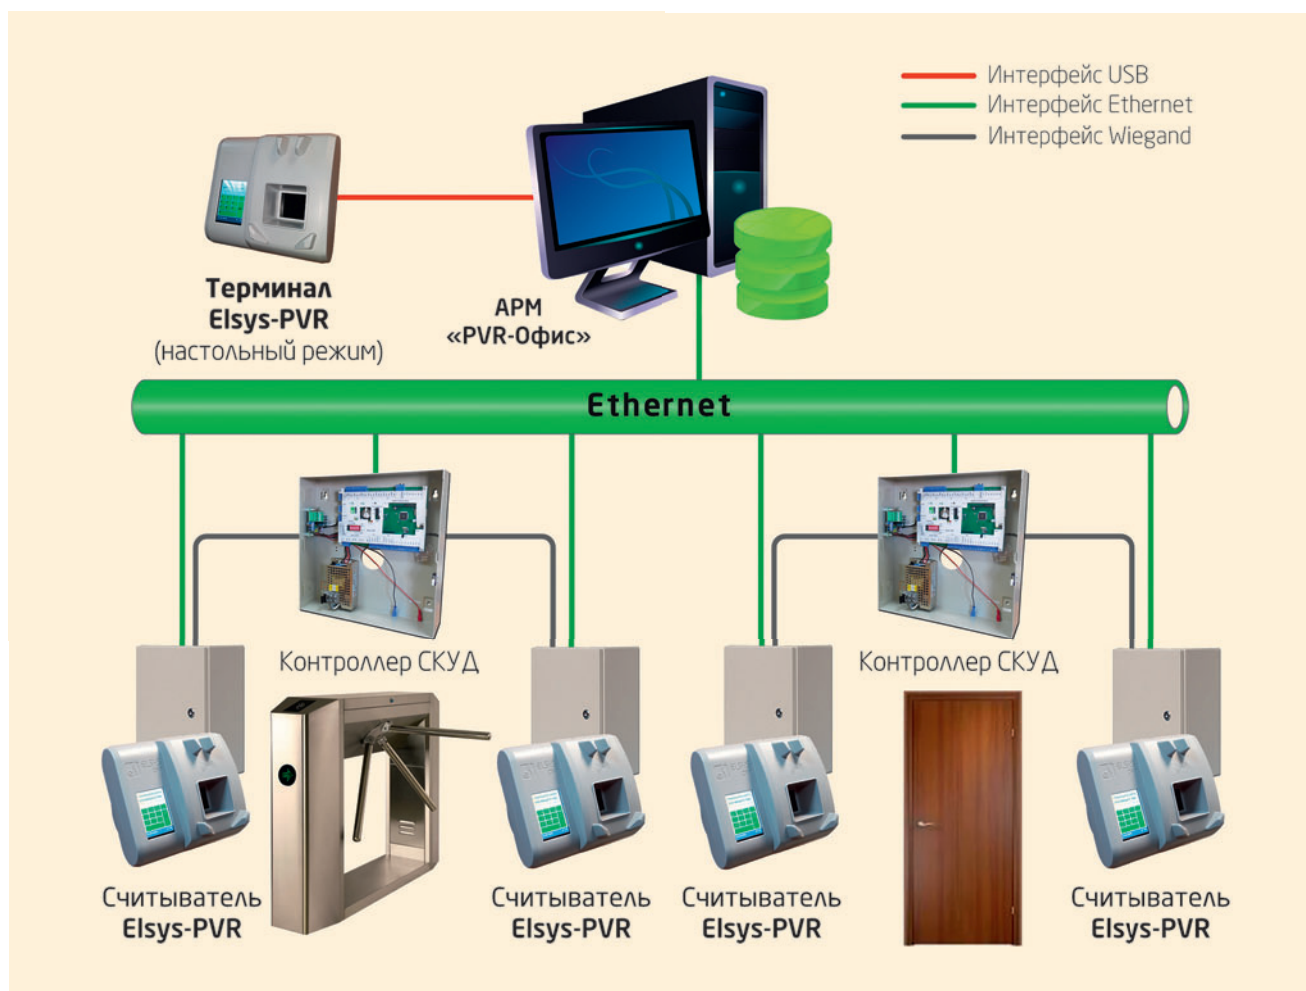 Интерфейс USB
Интерфейс Ethernet
Интерфейс Wiegand
Терминал
Elsys-PVR
(настольный режим)
АРМ
«PVR-Офис»
Ethernet
Контроллер СКУД
Контроллер СКУД
Считыватель
Elsys-PVR
Считыватель
Elsys-PVR
Считыватель
Elsys-PVR
Считыватель
Elsys-PVR